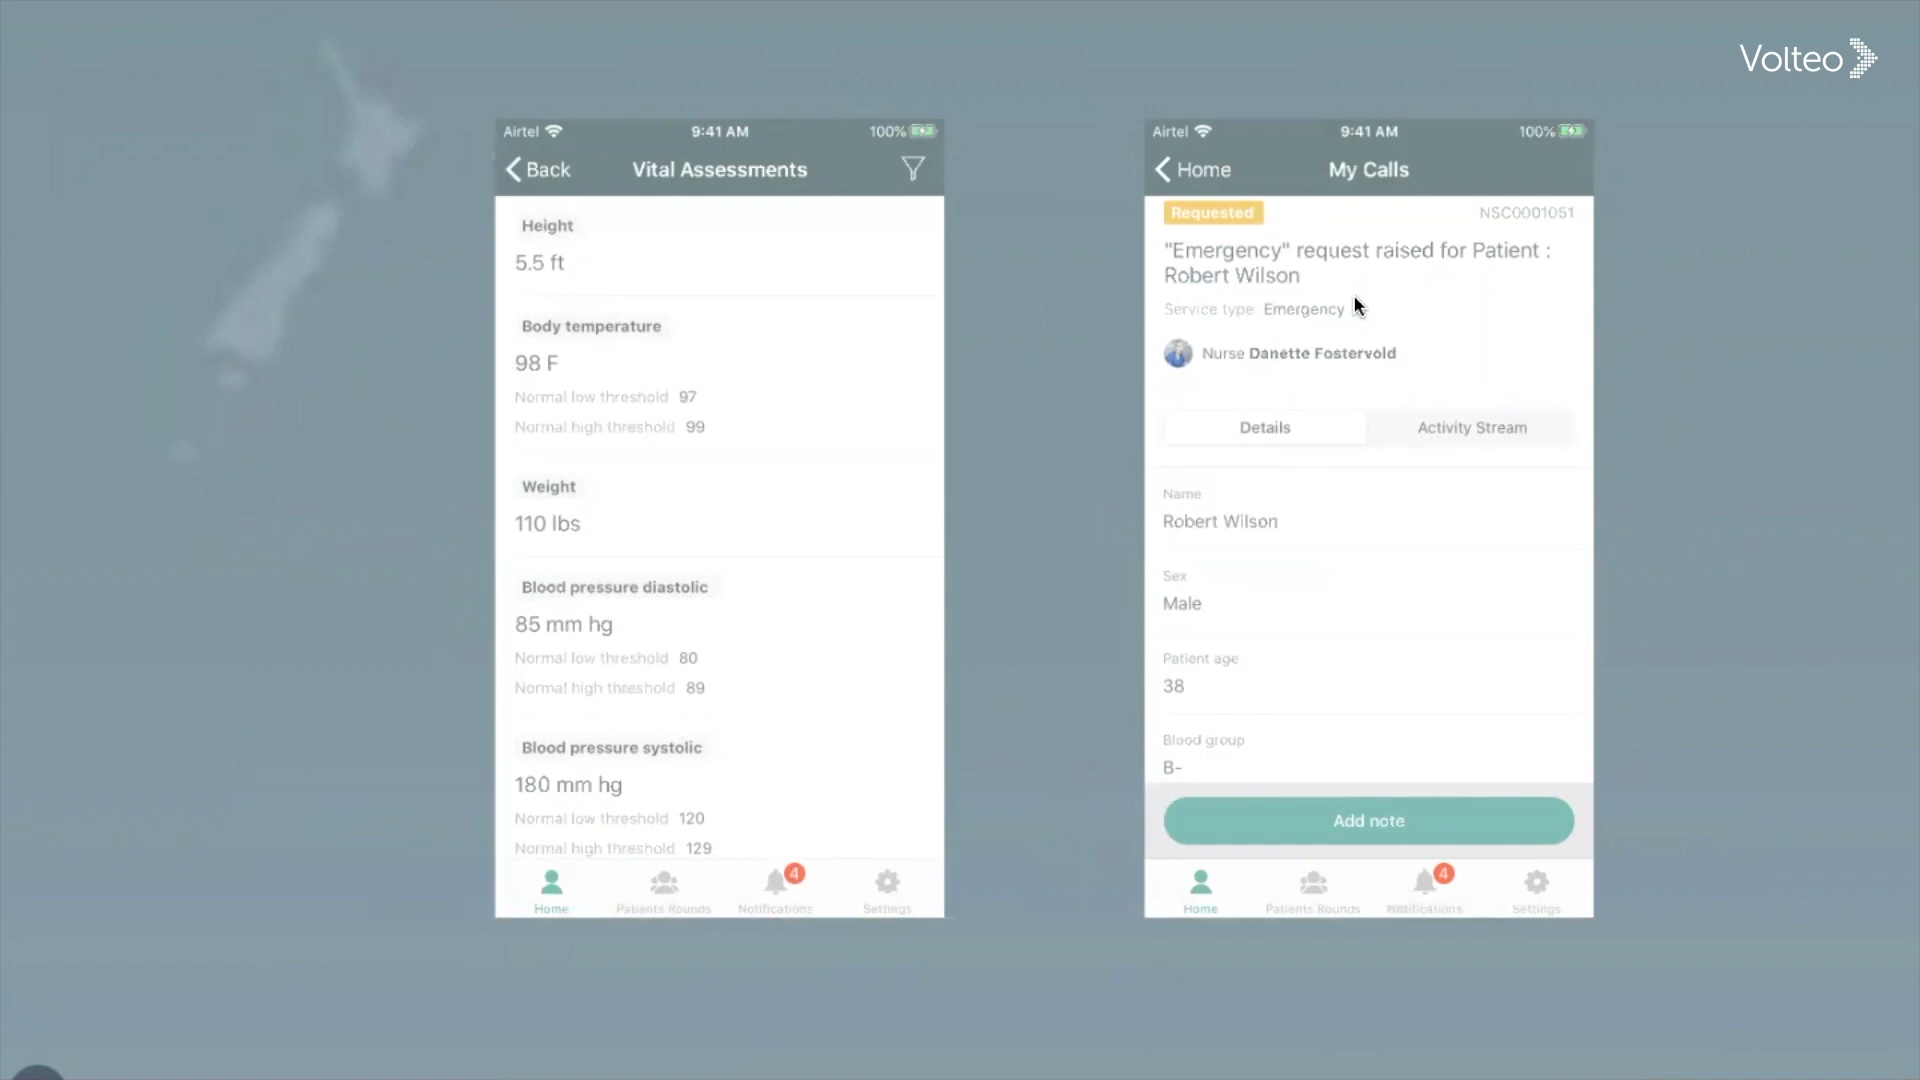 Volteo
Airtel 9:41 AM 100%
Back Vital Assessments
Height
5.5 ft
Body temperature
98 F
Normal low threshold 97
Normal high threshold 99
Weight
110 lbs
Blood pressure diastolic
85 mm hg
Normal low threshold 80
Normal high threshold 89
Blood pressure systolic
180 mm hg
Normal low threshold 120
Normal high threshold 129
4
Home Patients Rounds Notifications Settings
Airtel 9:41 AM 100%
Home My Calls
Requested NSC0001051
"Emergency" request raised for Patient :
Robert Wilson
Service type Emergency
Nurse Danette Fostervold
Details Activity Stream
Name
Robert Wilson
Sex
Male
Patient age
38
Blood group
B-
Add note
4
Home Patients Rounds Notifications Settings